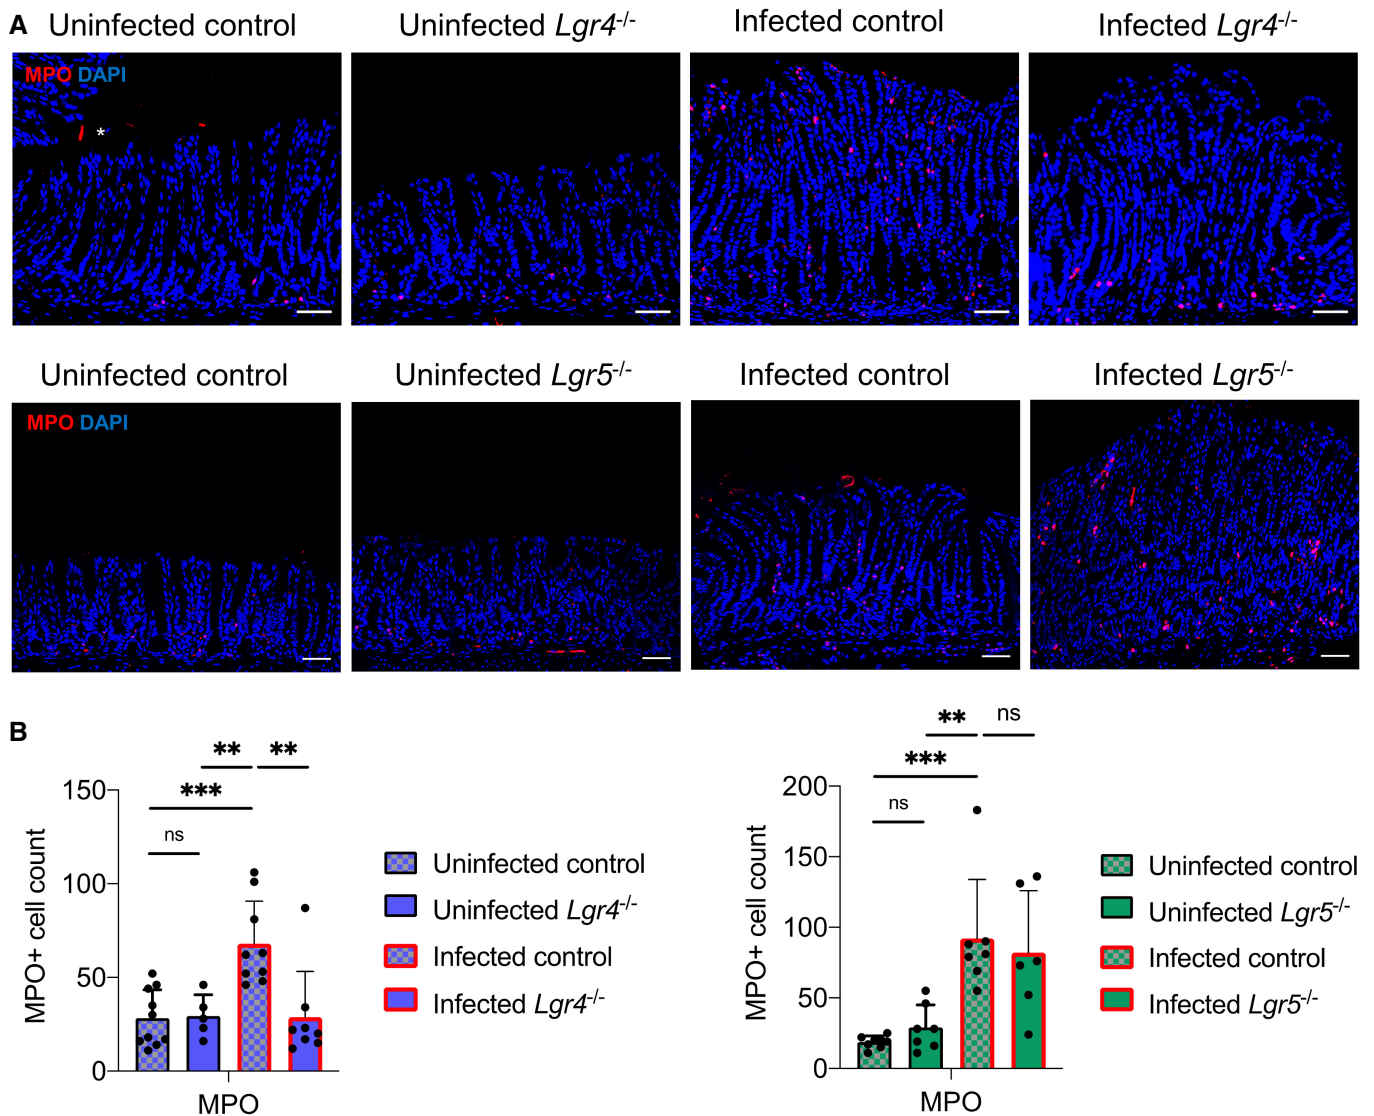 A
Uninfected control
Uninfected Lgr4-/-
Infected control
Infected Lgr4-/-
MPO DAPI
*
Uninfected control
Uninfected Lgr5-/-
Infected control
Infected Lgr5-/-
MPO DAPI
B
** **
***
ns
150
100
50
0
MPO+ cell count
MPO
Uninfected control
Uninfected Lgr4-/-
Infected control
Infected Lgr4-/-
** ns
***
ns
200
150
100
50
0
MPO+ cell count
MPO
Uninfected control
Uninfected Lgr5-/-
Infected control
Infected Lgr5-/-